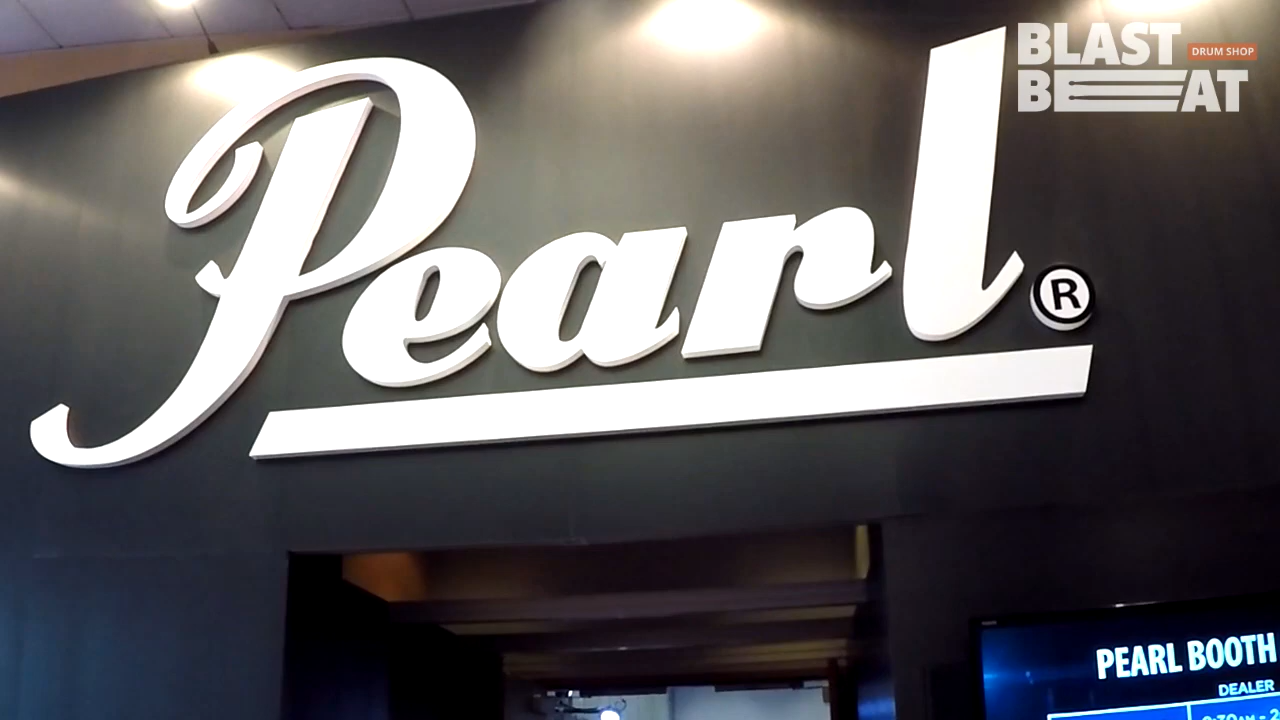 BLAST
DRUM SHOP
BEAT
Pearl®
PEARL BOOTH
DEALER